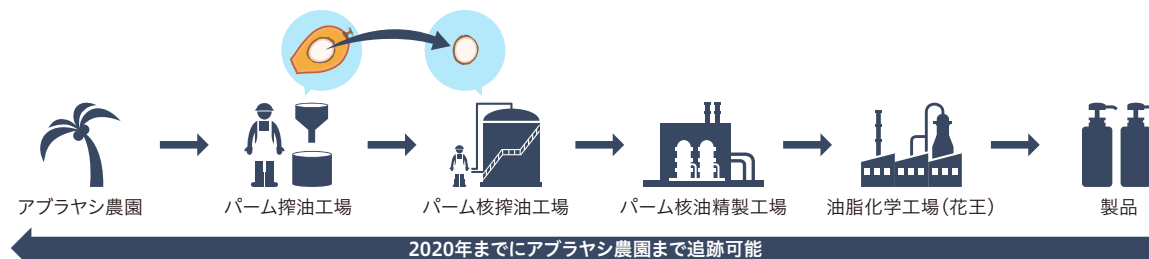 アブラヤシ農園
パーム搾油工場
パーム核搾油工場
パーム核油精製工場
油脂化学工場(花王)
製品
2020年までにアブラヤシ農園まで追跡可能